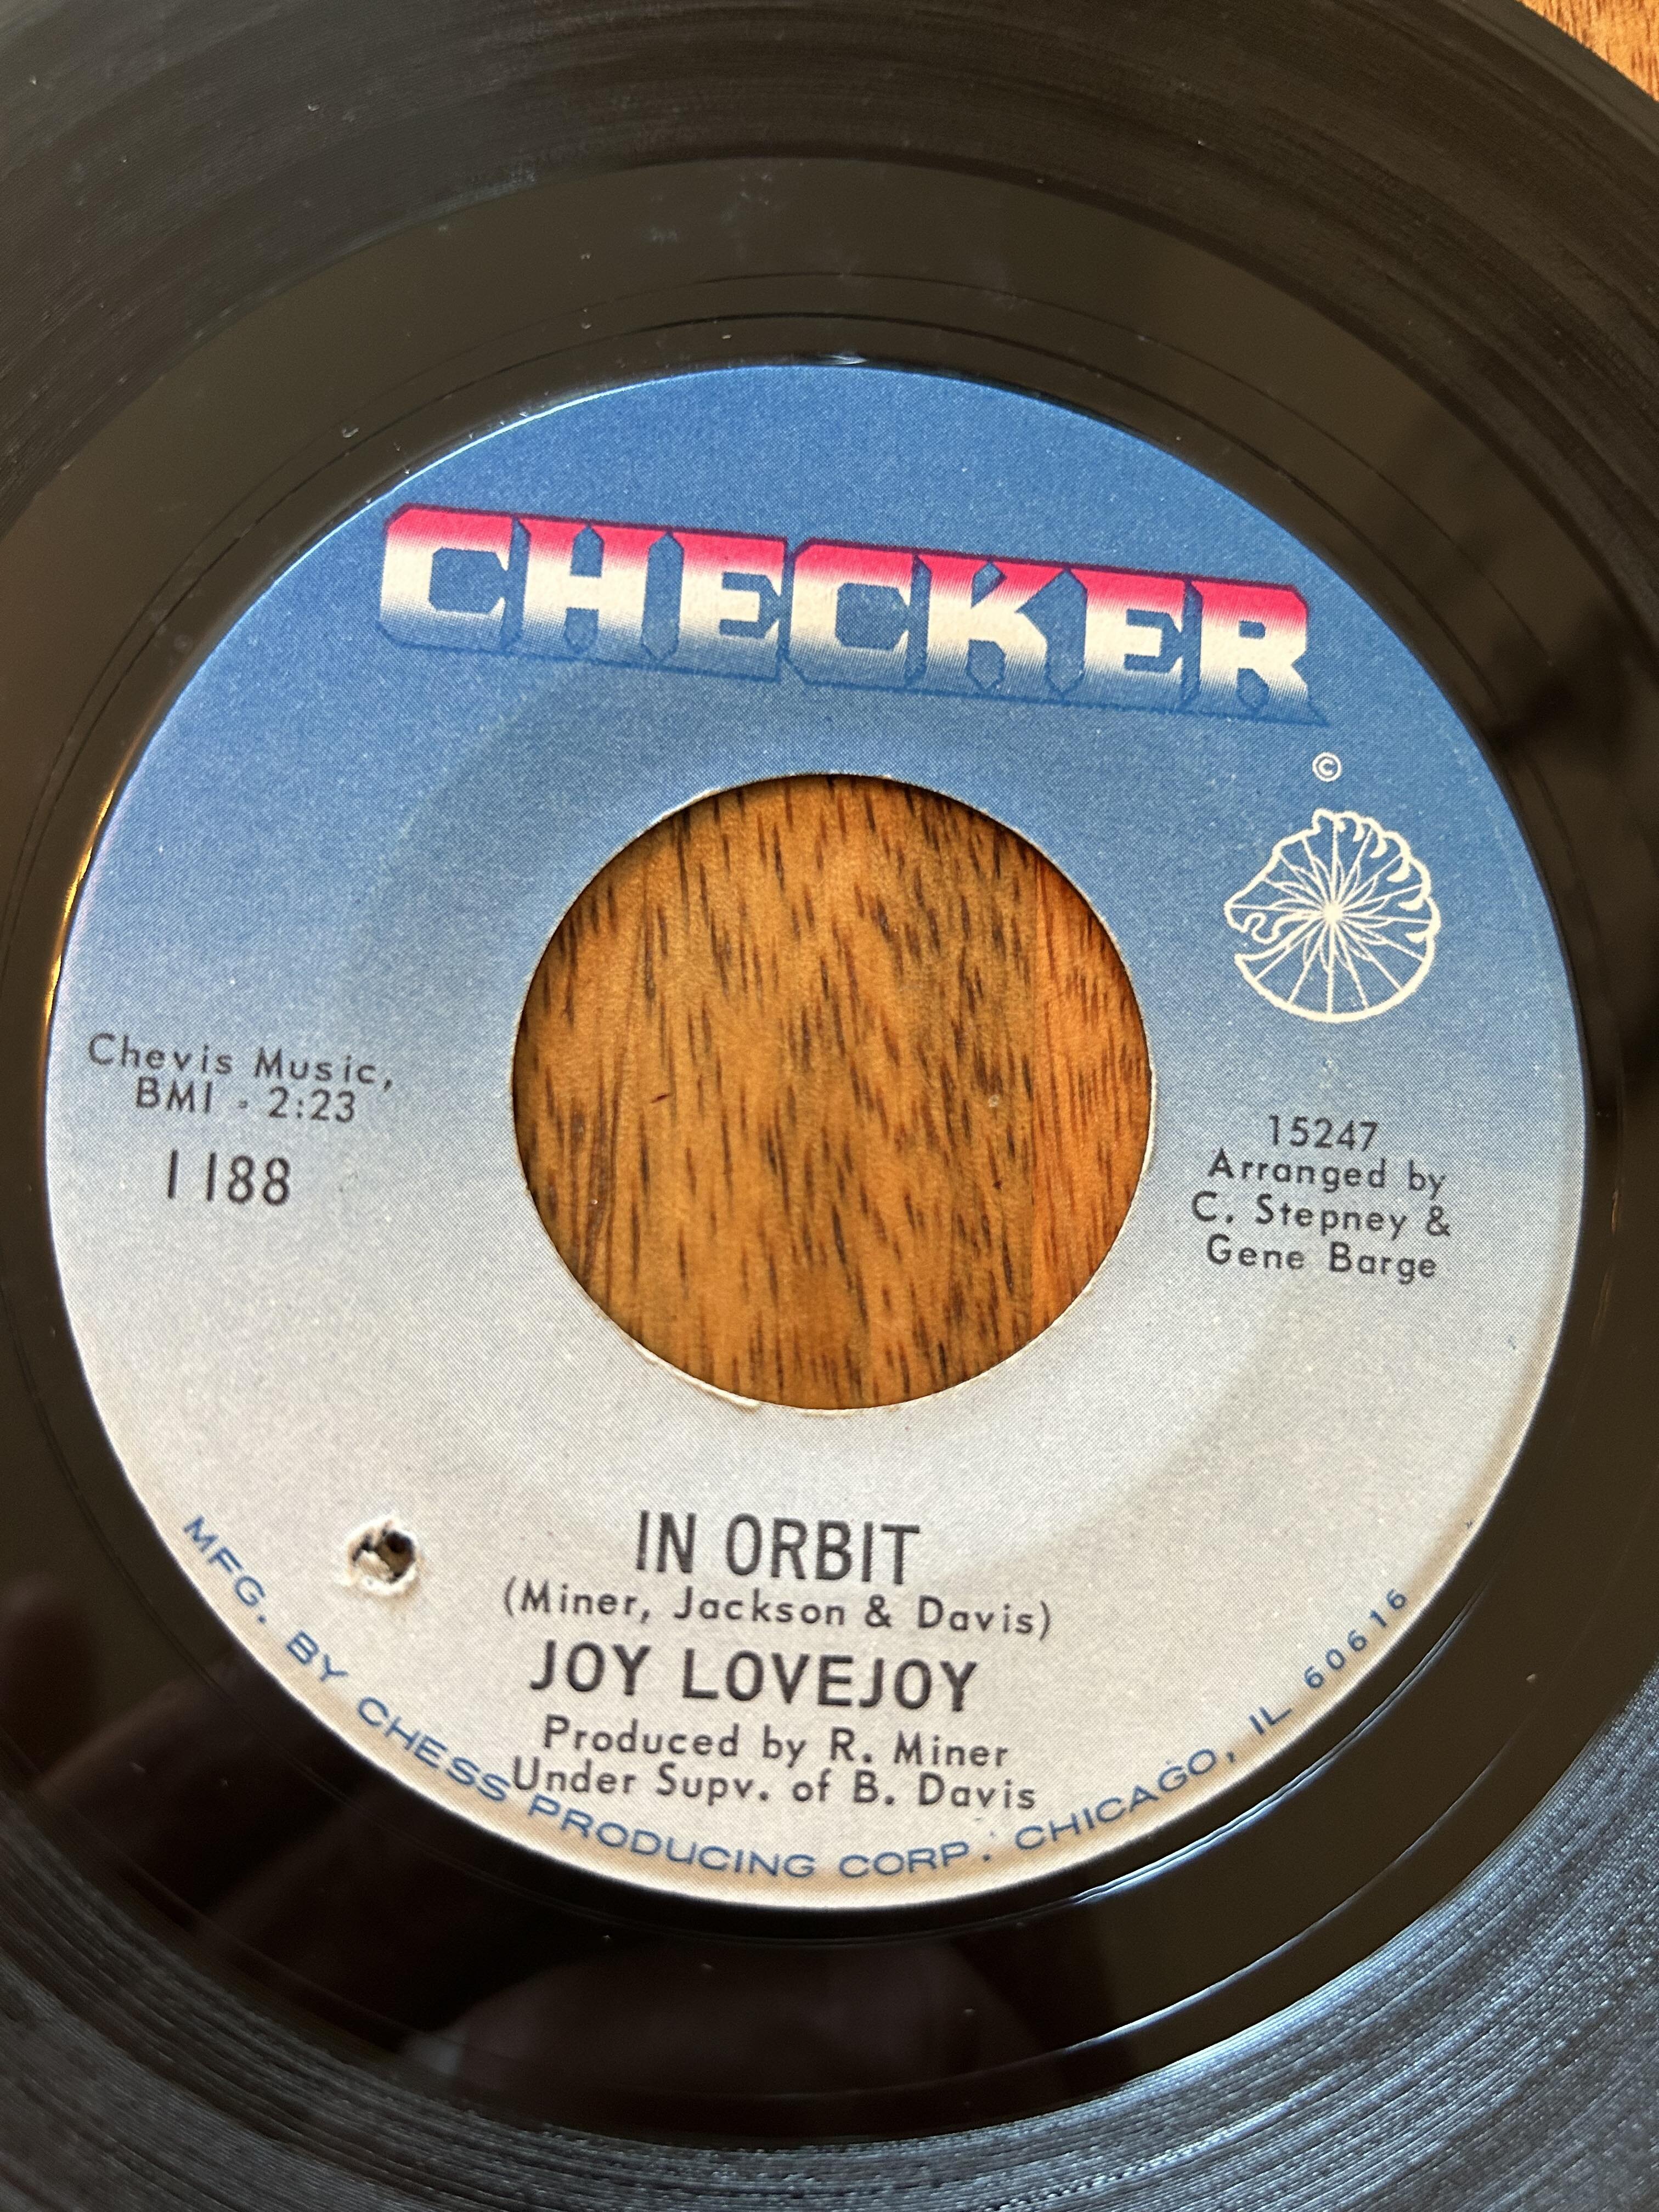 CHECKER
©
Chevis Music,
BMI - 2:23
1188
15247
Arranged by
C. Stepney &
Gene Barge
IN ORBIT
(Miner, Jackson & Davis)
JOY LOVEJOY
Produced by R. Miner
Under Supv. of B. Davis
MFG. BY CHESS PRODUCING CORP. CHICAGO, IL 60616